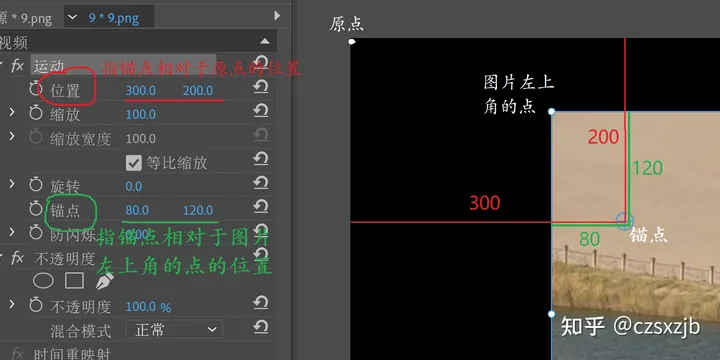 原 * 9.png
9 * 9.png
视频
fx 运动
指锚点相对于原点的位置
位置 300.0 200.0
缩放 100.0
缩放宽度 100.0
等比缩放
旋转 0.0
锚点 80.0 120.0
防闪烁 0.00
指锚点相对于图片
左上角的点的位置
fx 不透明度
不透明度 100.0 %
混合模式 正常
fx 时间重映射
原点
图片左上
角的点
200
120
300
80
锚点
知乎 @czsxzjb